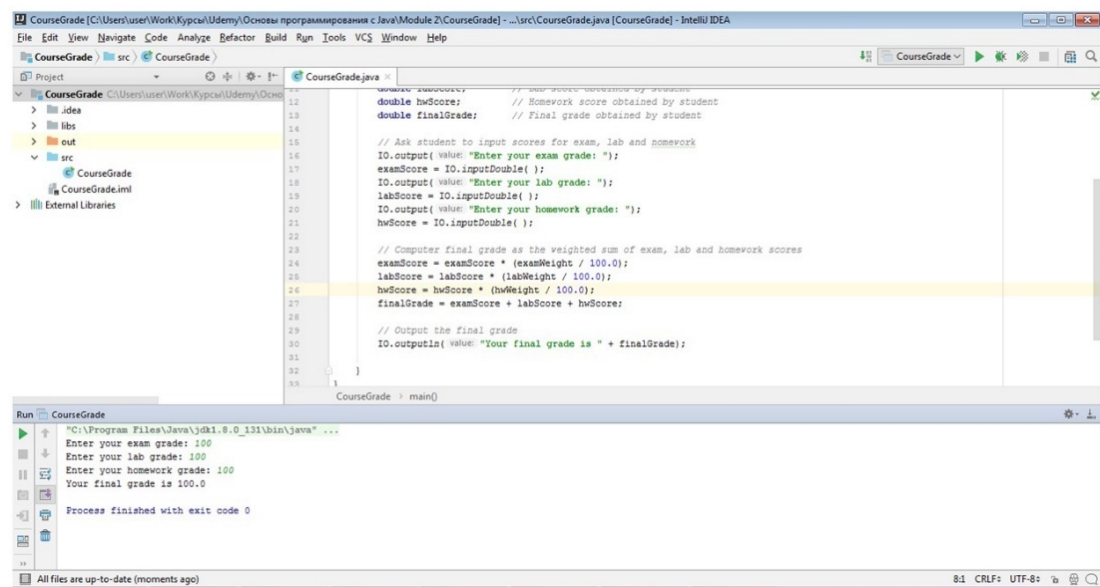 CourseGrade [C:\Users\user\Work\Курсы\Udemy\Основы программирования с Java\Module 2\CourseGrade] - ...\src\CourseGrade.java [CourseGrade] - IntelliJ IDEA
File Edit View Navigate Code Analyze Refactor Build Run Tools VCS Window Help
CourseGrade src CourseGrade
CourseGrade
Project
CourseGrade.java
CourseGrade C:\Users\user\Work\Курсы\Udemy\Осно
.idea
libs
out
src
CourseGrade
CourseGrade.iml
External Libraries
12 double hwScore; // Homework score obtained by student
13 double finalGrade; // Final grade obtained by student
14
15 // Ask student to input scores for exam, lab and homework
16 IO.output( value: "Enter your exam grade: ");
17 examScore = IO.inputDouble( );
18 IO.output( value: "Enter your lab grade: ");
19 labScore = IO.inputDouble( );
20 IO.output( value: "Enter your homework grade: ");
21 hwScore = IO.inputDouble( );
22
23 // Computer final grade as the weighted sum of exam, lab and homework scores
24 examScore = examScore * (examWeight / 100.0);
25 labScore = labScore * (labWeight / 100.0);
26 hwScore = hwScore * (hwWeight / 100.0);
27 finalGrade = examScore + labScore + hwScore;
28
29 // Output the final grade
30 IO.outputln( value: "Your final grade is " + finalGrade);
31
32 }
33 }
CourseGrade › main()
Run CourseGrade
"C:\Program Files\Java\jdk1.8.0_131\bin\java" ...
Enter your exam grade: 100
Enter your lab grade: 100
Enter your homework grade: 100
Your final grade is 100.0
Process finished with exit code 0
All files are up-to-date (moments ago)
8:1 CRLF÷ UTF-8÷